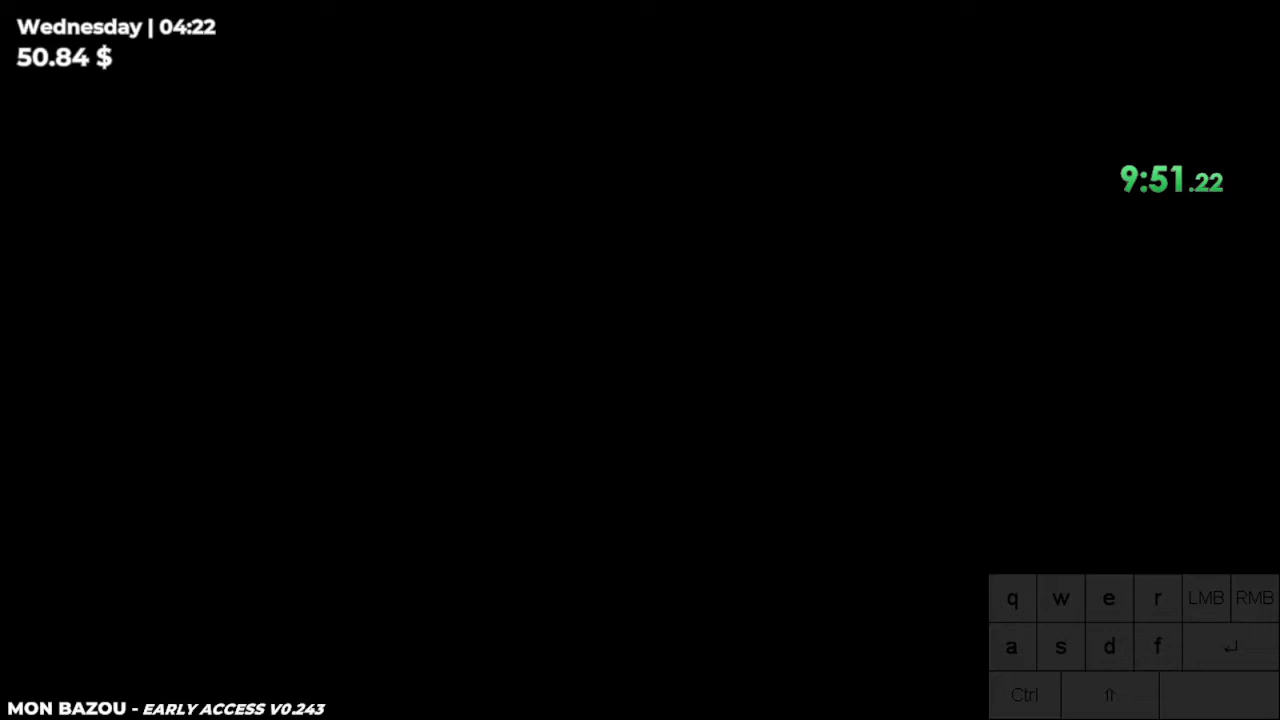 Wednesday | 04:22
50.84 $
9:51.22
q w e r LMB RMB
a s d f ↵
Ctrl ⇧
MON BAZOU - EARLY ACCESS V0.243